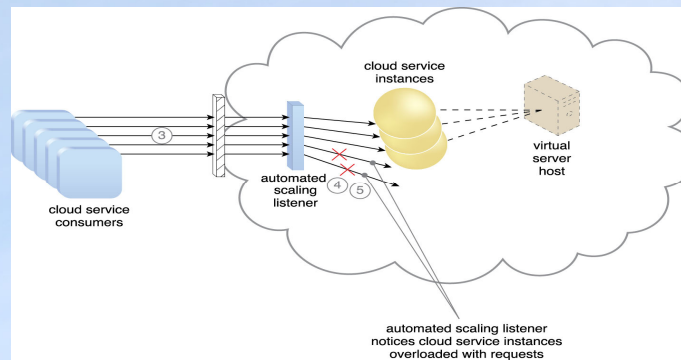 cloud service
instances
virtual
server
host
3
automated
scaling
listener
4
5
cloud service
consumers
automated scaling listener
notices cloud service instances
overloaded with requests